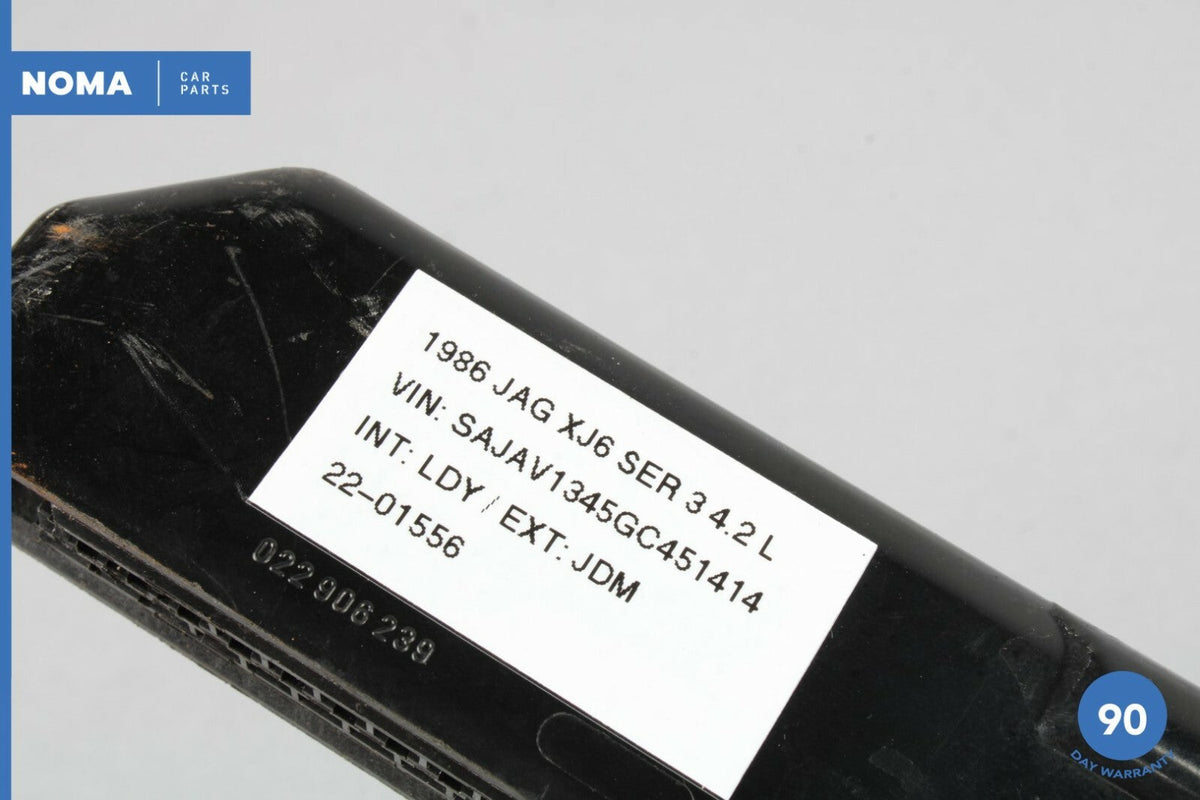 NOMA
CAR
PARTS
1986 JAG XJ6 SER 3 4.2 L
VIN: SAJAV1345GC451414
INT: LDY / EXT: JDM
22-01556
022 906 239
90
DAY WARRANTY